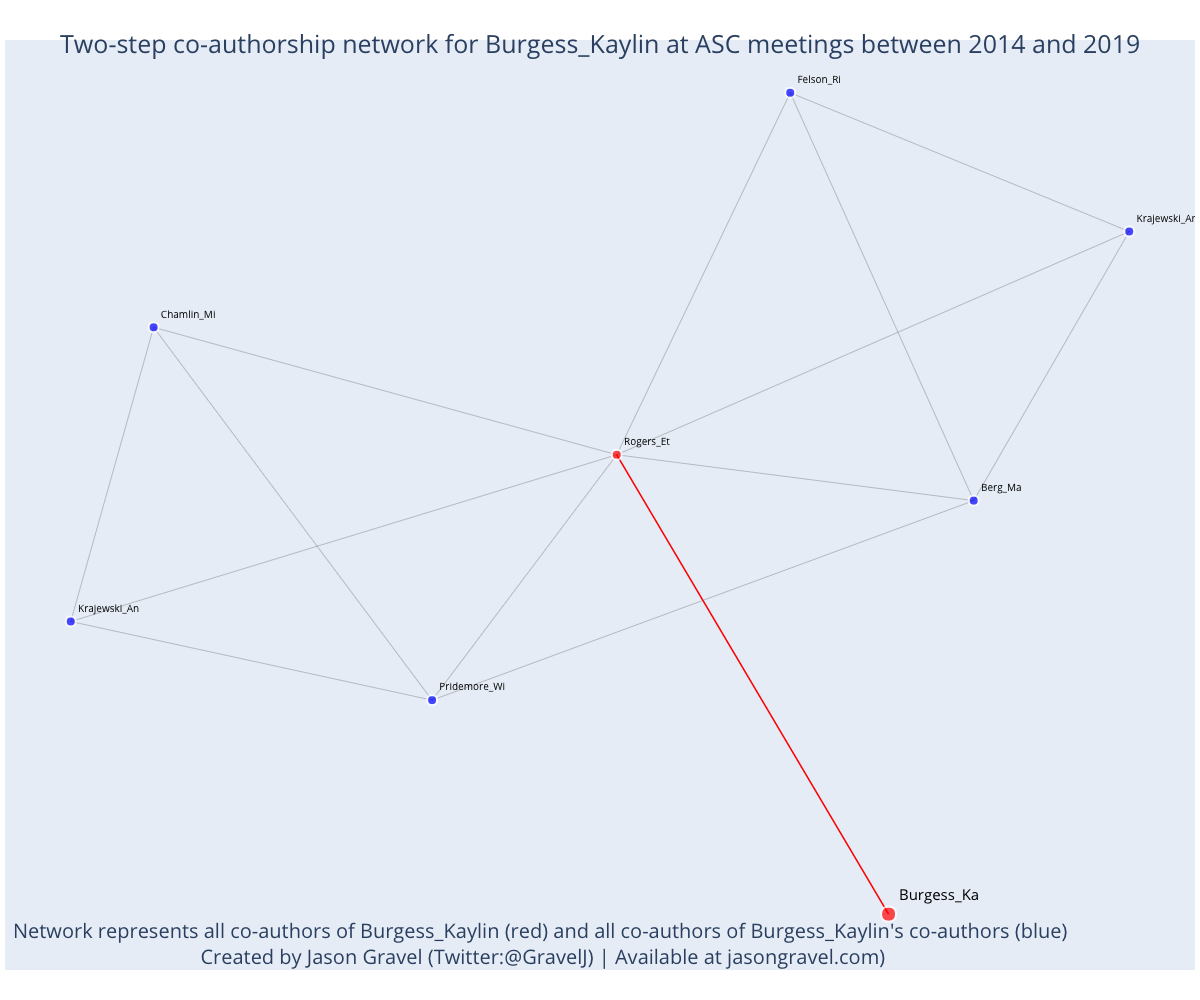 Two-step co-authorship network for Burgess_Kaylin at ASC meetings between 2014 and 2019
Felson_Ri
Krajewski_Ar
Chamlin_Mi
Rogers_Et
Berg_Ma
Krajewski_An
Pridemore_Wi
Burgess_Ka
Network represents all co-authors of Burgess_Kaylin (red) and all co-authors of Burgess_Kaylin's co-authors (blue)
Created by Jason Gravel (Twitter:@GravelJ) | Available at jasongravel.com)